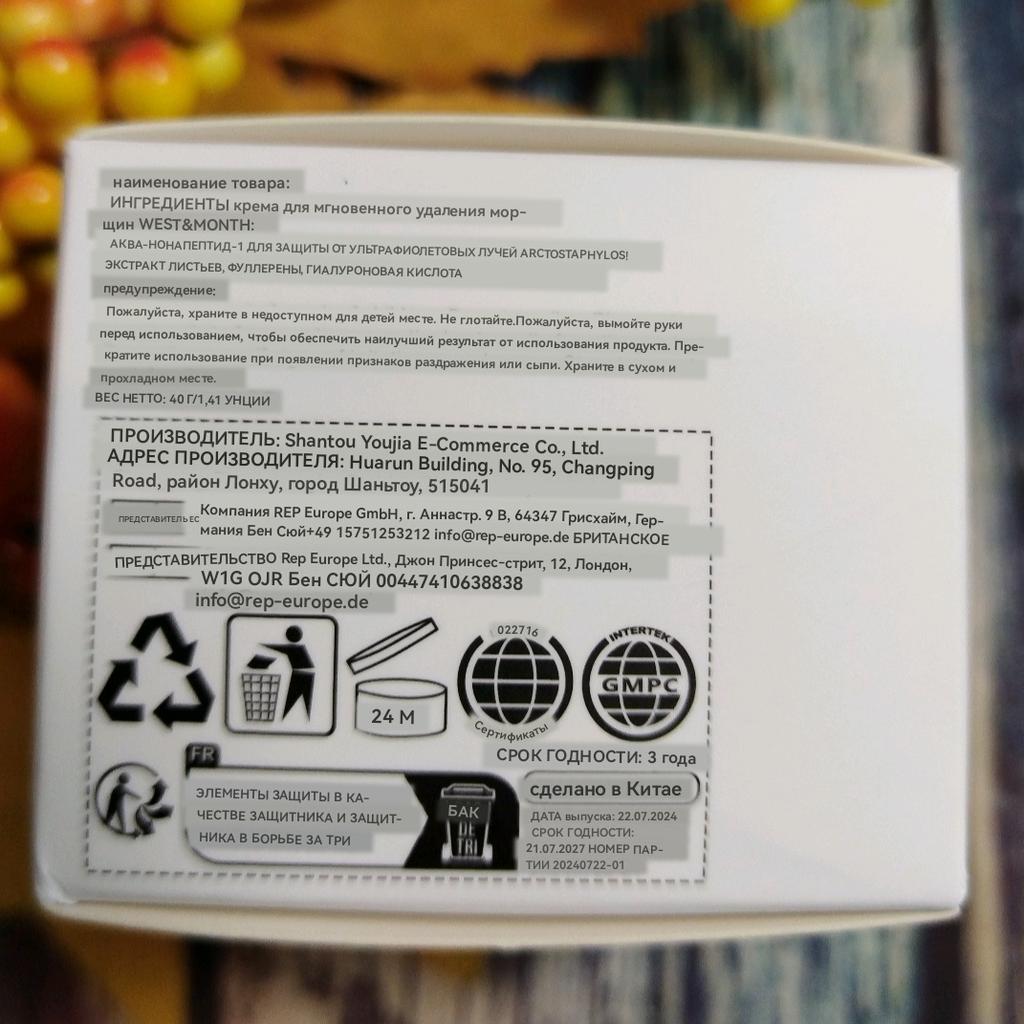 наименование товара:
ИНГРЕДИЕНТЫ крема для мгновенного удаления мор-
щин WEST&MONTH:
АКВА-НОНАПЕПТИД-1 ДЛЯ ЗАЩИТЫ ОТ УЛЬТРАФИОЛЕТОВЫХ ЛУЧЕЙ ARCTOSTAPHYLOS!
ЭКСТРАКТ ЛИСТЬЕВ, ФУЛЛЕРЕНЫ, ГИАЛУРОНОВАЯ КИСЛОТА
предупреждение:
Пожалуйста, храните в недоступном для детей месте. Не глотайте.Пожалуйста, вымойте руки
перед использованием, чтобы обеспечить наилучший результат от использования продукта. Пре-
кратите использование при появлении признаков раздражения или сыпи. Храните в сухом и
прохладном месте.
ВЕС НЕТТО: 40 Г/1,41 УНЦИИ
ПРОИЗВОДИТЕЛЬ: Shantou Youjia E-Commerce Co., Ltd.
АДРЕС ПРОИЗВОДИТЕЛЯ: Huarun Building, No. 95, Changping
Road, район Лонху, город Шаньтоу, 515041
ПРЕДСТАВИТЕЛЬ ЕС Компания REP Europe GmbH, г. Аннастр. 9 В, 64347 Грисхайм, Гер-
мания Бен Сюй+49 15751253212 info@rep-europe.de БРИТАНСКОЕ
ПРЕДСТАВИТЕЛЬСТВО Rep Europe Ltd., Джон Принсес-стрит, 12, Лондон,
W1G OJR Бен СЮЙ 00447410638838
info@rep-europe.de
24 M
022716
Сертификаты
INTERTEK
GMPC
СРОК ГОДНОСТИ: 3 года
FR
ЭЛЕМЕНТЫ ЗАЩИТЫ В КА-
ЧЕСТВЕ ЗАЩИТНИКА И ЗАЩИТ-
НИКА В БОРЬБЕ ЗА ТРИ
БАК
DE
TRI
сделано в Китае
ДАТА выпуска: 22.07.2024
СРОК ГОДНОСТИ:
21.07.2027 НОМЕР ПАР-
ТИИ 20240722-01